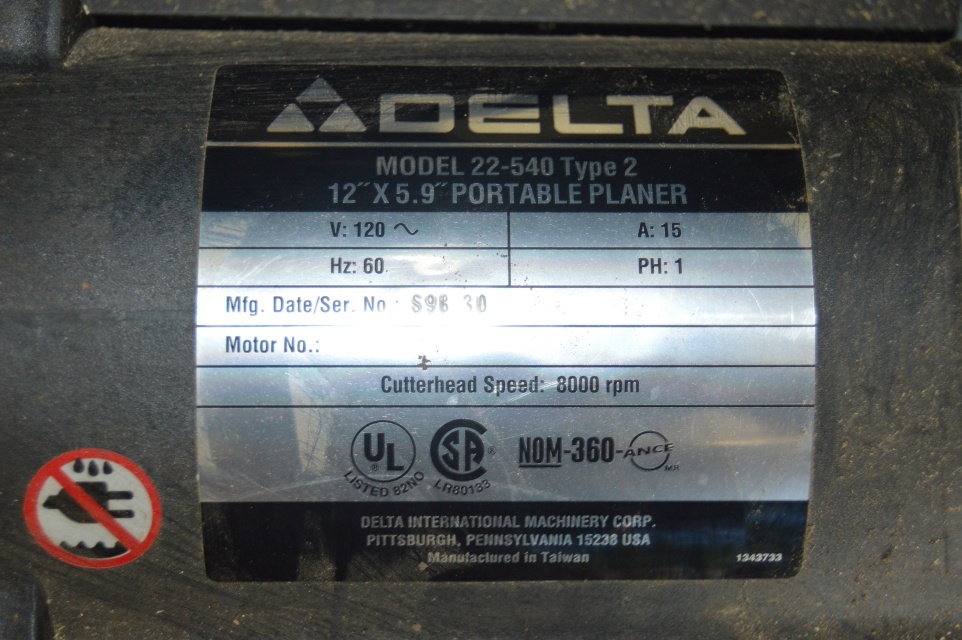 DELTA
MODEL 22-540 Type 2
12˝ X 5.9˝ PORTABLE PLANER
V: 120 ∿ A: 15
Hz: 60 PH: 1
Mfg. Date/Ser. No.:
Motor No.:
Cutterhead Speed: 8000 rpm
UL ® SA ® NOM-360-ANCE
LISTED 82NO LR80133
DELTA INTERNATIONAL MACHINERY CORP.
PITTSBURGH, PENNSYLVANIA 15238 USA
Manufactured in Taiwan 1343733